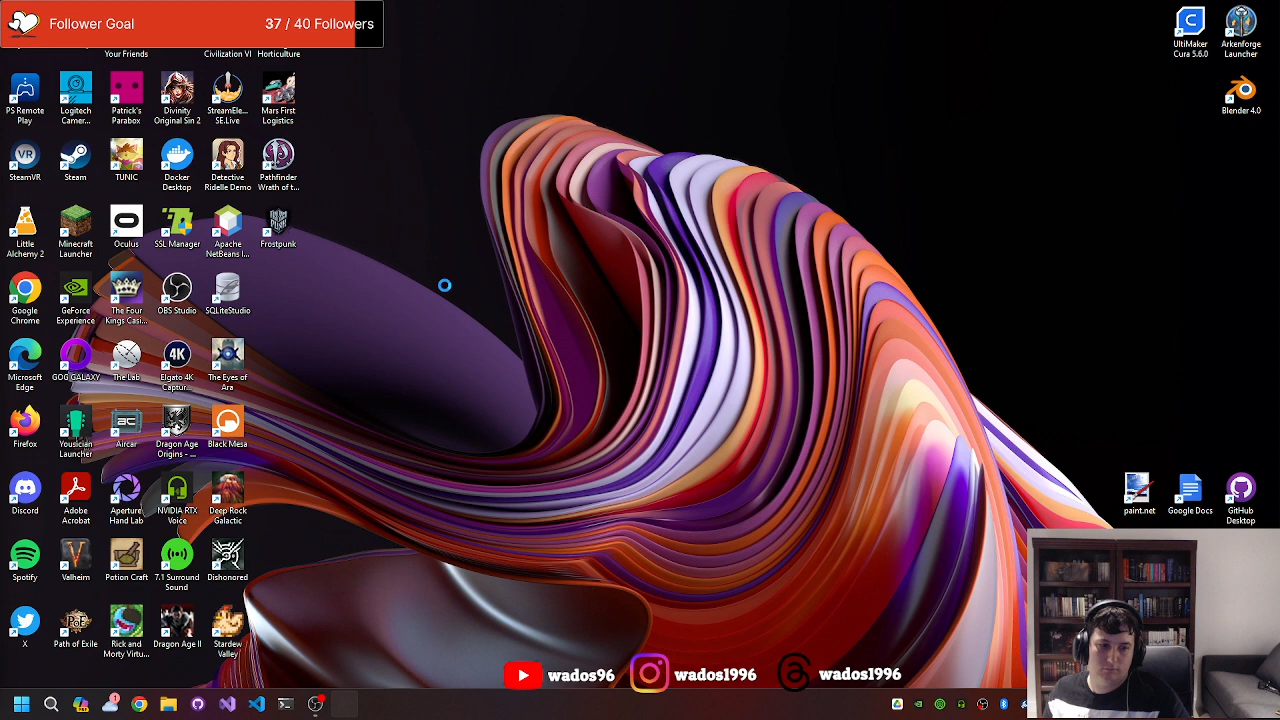 Follower Goal
37 / 40 Followers
Your Friends
Civilization VI
Horticulture
PS Remote
Play
Logitech
Camer...
Patrick's
Parabox
Divinity
Original Sin 2
StreamEle...
SE.Live
Mars First
Logistics
VR
SteamVR
Steam
TUNIC
Docker
Desktop
Detective
Ridelle Demo
Pathfinder
Wrath of t...
Little
Alchemy 2
Minecraft
Launcher
Oculus
SSL Manager
Apache
NetBeans I...
Frostpunk
Google
Chrome
GeForce
Experience
The Four
Kings Casi...
OBS Studio
SQLiteStudio
Microsoft
Edge
GOG GALAXY
The Lab
4K
Elgato 4K
Captur...
The Eyes of
Ara
Firefox
Yousician
Launcher
ac
Aircar
Dragon Age
Origins - ...
Black Mesa
Discord
Adobe
Acrobat
Aperture
Hand Lab
NVIDIA RTX
Voice
Deep Rock
Galactic
Spotify
Valheim
Potion Craft
7.1 Surround
Sound
Dishonored
X
Path of Exile
Rick and
Morty Virtu...
Dragon Age II
Stardew
Valley
UltiMaker
Cura 5.6.0
Arkenforge
Launcher
Blender 4.0
paint.net
Google Docs
GitHub
Desktop
wados96
wados1996
wados1996